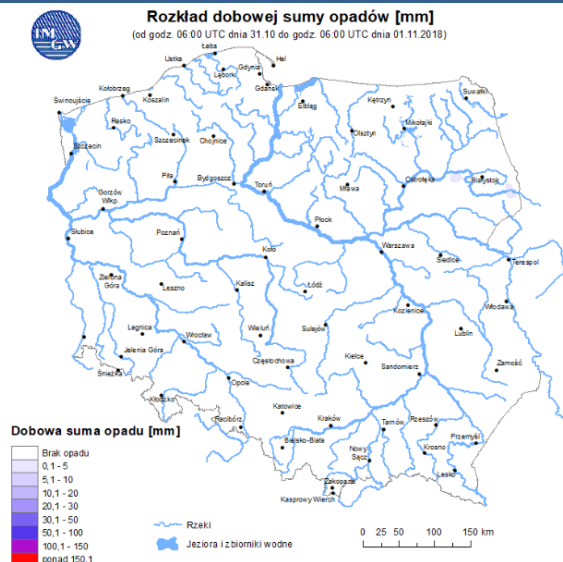 Rozkład dobowej sumy opadów [mm]
(od godz. 06:00 UTC dnia 31.10 do godz. 06:00 UTC dnia 01.11.2018)
IM
GW
Łeba
Ustka
Hel
Lębork
Gdynia
Gdańsk
Kołobrzeg
Koszalin
Elbląg
Kętrzyn
Suwałki
Świnoujście
Resko
Szczecinek
Chojnice
Olsztyn
Mikołajki
Szczecin
Piła
Bydgoszcz
Toruń
Mława
Ostrołęka
Białystok
Gorzów
Wlkp.
Płock
Słubice
Poznań
Koło
Warszawa
Siedlce
Terespol
Zielona
Góra
Leszno
Kalisz
Łódź
Kozienice
Włodawa
Legnica
Wrocław
Wieluń
Sulejów
Lublin
Jelenia Góra
Śnieżka
Częstochowa
Kielce
Sandomierz
Zamość
Kłodzko
Opole
Racibórz
Katowice
Kraków
Tarnów
Rzeszów
Przemyśl
Bielsko-Biała
Nowy
Sącz
Krosno
Lesko
Zakopane
Kasprowy Wierch
Dobowa suma opadu [mm]
Brak opadu
0,1 - 5
5,1 - 10
10,1 - 20
20,1 - 30
30,1 - 50
50,1 - 100
100,1 - 150
ponad 150,1
Rzeki
Jeziora i zbiorniki wodne
0 25 50 100 150 km